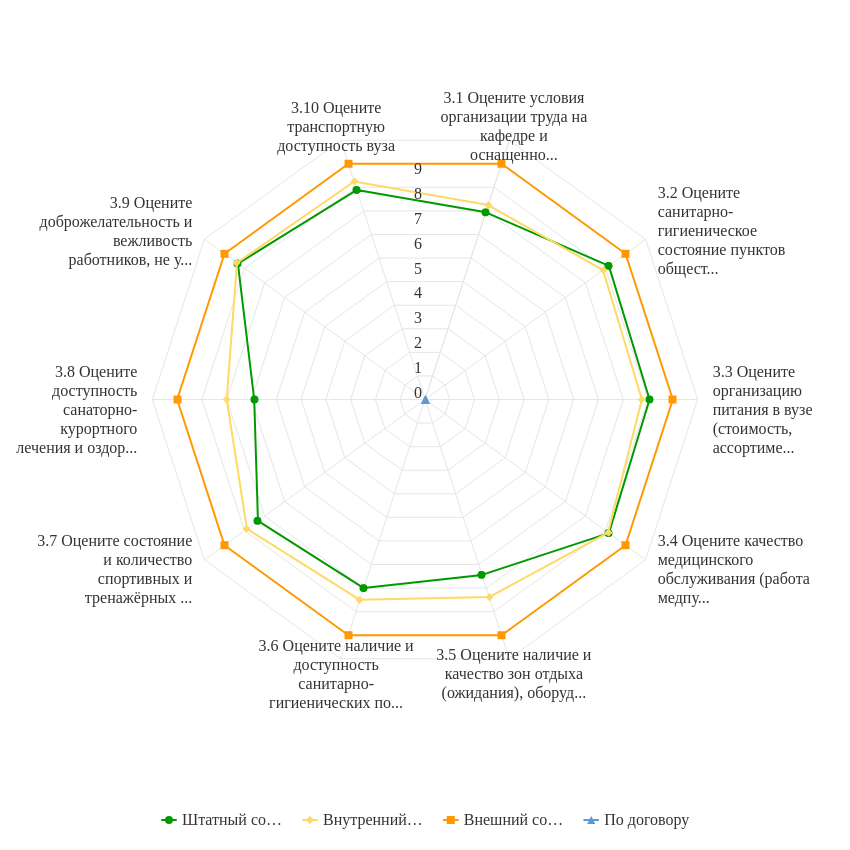 3.1 Оцените условия
организации труда на
кафедре и
оснащенно...
3.2 Оцените
санитарно-
гигиеническое
состояние пунктов
общест...
3.3 Оцените
организацию
питания в вузе
(стоимость,
ассортиме...
3.4 Оцените качество
медицинского
обслуживания (работа
медпу...
3.5 Оцените наличие и
качество зон отдыха
(ожидания), оборуд...
3.6 Оцените наличие и
доступность
санитарно-
гигиенических по...
3.7 Оцените состояние
и количество
спортивных и
тренажёрных ...
3.8 Оцените
доступность
санаторно-
курортного
лечения и оздор...
3.9 Оцените
доброжелательность и
вежливость
работников, не у...
3.10 Оцените
транспортную
доступность вуза
9
8
7
6
5
4
3
2
1
0
Штатный со… Внутренний… Внешний со… По договору